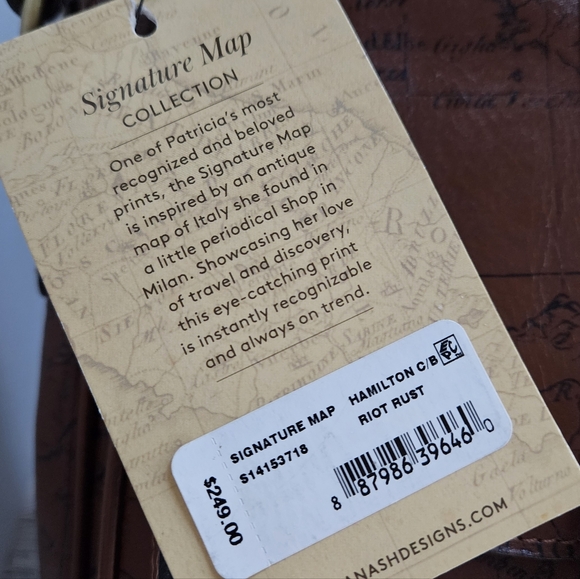 Signature Map
COLLECTION
One of Patricia's most
recognized and beloved
prints, the Signature Map
is inspired by an antique
map of Italy she found in
a little periodical shop in
Milan. Showcasing her love
of travel and discovery,
this eye-catching print
is instantly recognizable
and always on trend.
SIGNATURE MAP HAMILTON C/B
S14153718 RIOT RUST
$249.00
8 87986 39646 0
ANASHDESIGNS.COM
Volturno